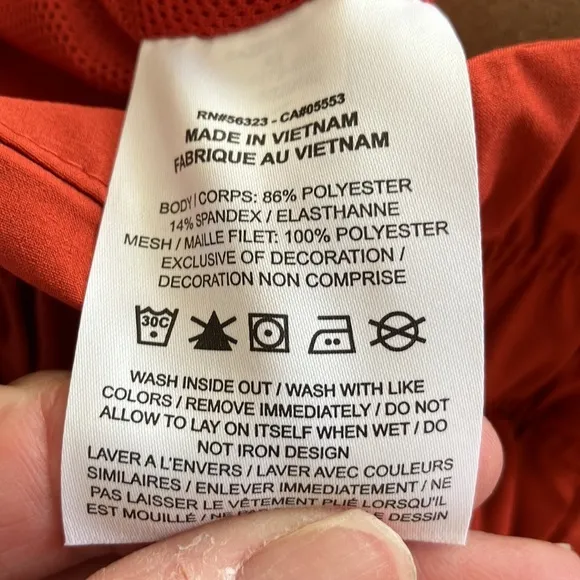 RN#56323 - CA#05553
MADE IN VIETNAM
FABRIQUE AU VIETNAM
BODY / CORPS: 86% POLYESTER
14% SPANDEX / ELASTHANNE
MESH / MAILLE FILET: 100% POLYESTER
EXCLUSIVE OF DECORATION /
DECORATION NON COMPRISE
30C
WASH INSIDE OUT / WASH WITH LIKE
COLORS / REMOVE IMMEDIATELY / DO NOT
ALLOW TO LAY ON ITSELF WHEN WET / DO
NOT IRON DESIGN
LAVER A L'ENVERS / LAVER AVEC COULEURS
SIMILAIRES / ENLEVER IMMEDIATEMENT / NE
PAS LAISSER LE VÊTEMENT PLIÉ LORSQU'IL
EST MOUILLÉ / DESSIN